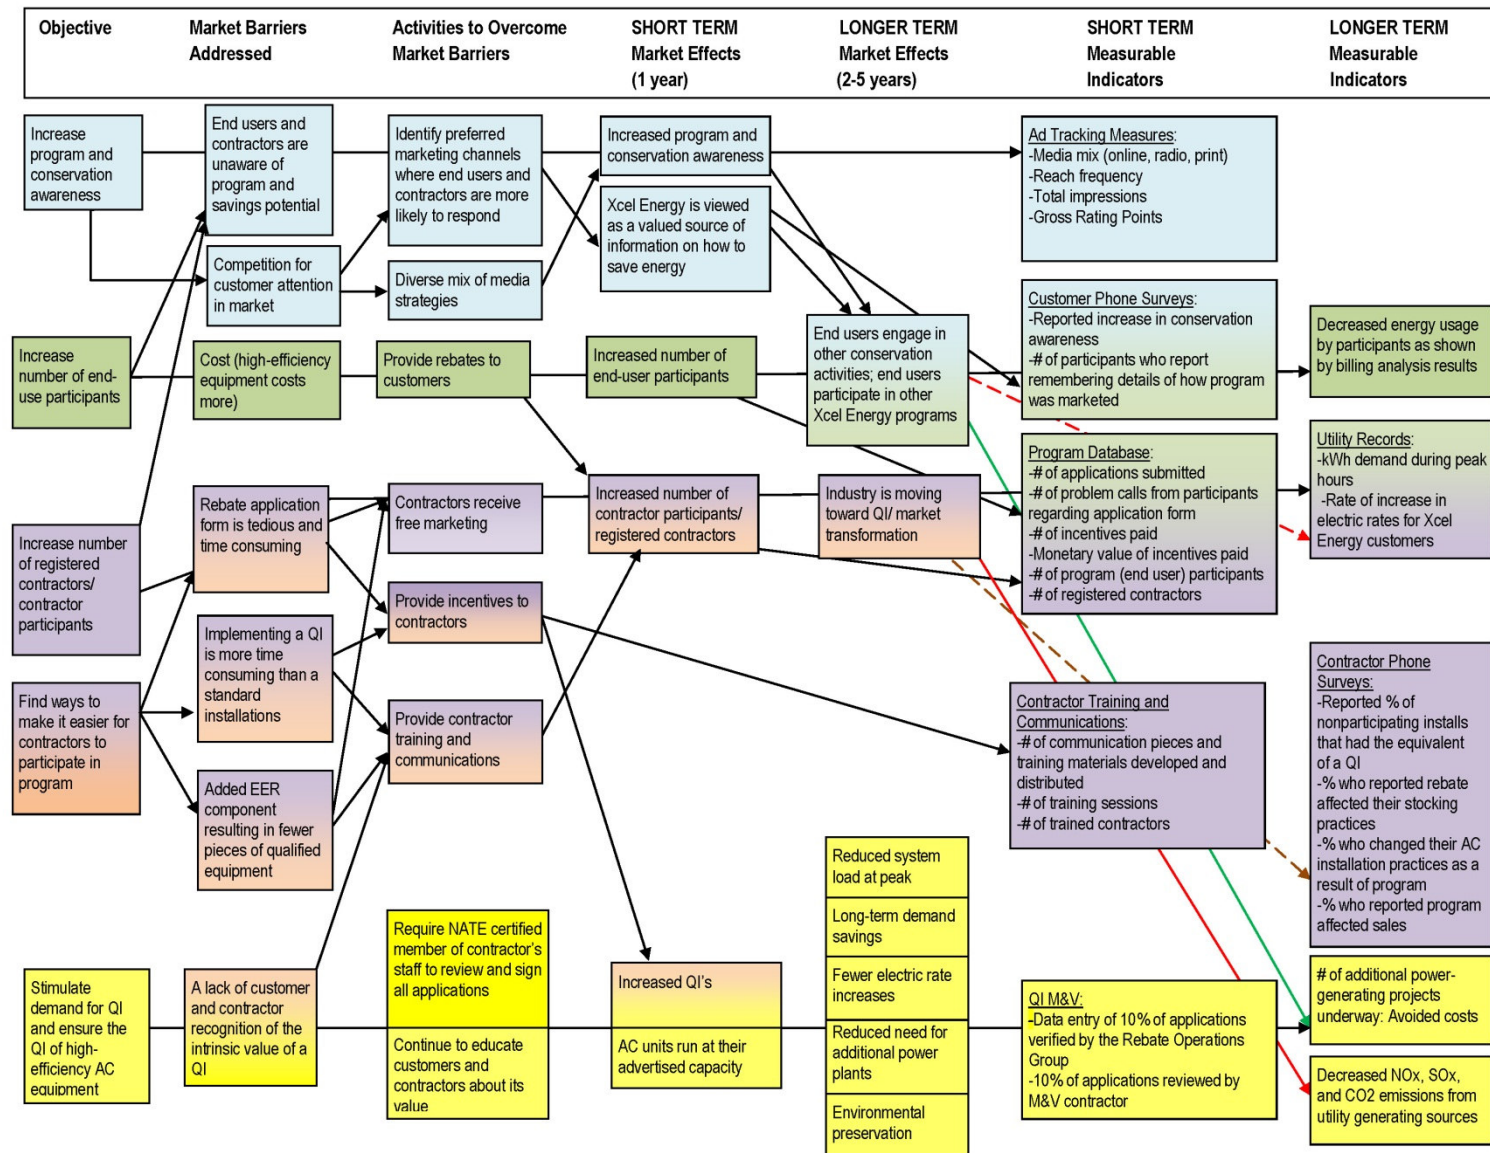 Objective
Market Barriers
Addressed
Activities to Overcome
Market Barriers
SHORT TERM
Market Effects
(1 year)
LONGER TERM
Market Effects
(2-5 years)
SHORT TERM
Measurable
Indicators
LONGER TERM
Measurable
Indicators
Increase
program and
conservation
awareness
End users and
contractors are
unaware of
program and
savings potential
Identify preferred
marketing channels
where end users and
contractors are more
likely to respond
Increased program and
conservation awareness
Ad Tracking Measures:
-Media mix (online, radio, print)
-Reach frequency
-Total impressions
-Gross Rating Points
Xcel Energy is viewed
as a valued source of
information on how to
save energy
Competition for
customer attention
in market
Diverse mix of media
strategies
Increase
number of end-
use participants
Cost (high-efficiency
equipment costs
more)
Provide rebates to
customers
Increased number of
end-user participants
End users engage in
other conservation
activities; end users
participate in other
Xcel Energy programs
Customer Phone Surveys:
-Reported increase in conservation
awareness
-# of participants who report
remembering details of how program
was marketed
Decreased energy usage
by participants as shown
by billing analysis results
Increase number
of registered
contractors/
contractor
participants
Rebate application
form is tedious and
time consuming
Contractors receive
free marketing
Increased number of
contractor participants/
registered contractors
Industry is moving
toward QI/ market
transformation
Program Database:
-# of applications submitted
-# of problem calls from participants
regarding application form
-# of incentives paid
-Monetary value of incentives paid
-# of program (end user) participants
-# of registered contractors
Utility Records:
-kWh demand during peak
hours
-Rate of increase in
electric rates for Xcel
Energy customers
Provide incentives to
contractors
Implementing a QI
is more time
consuming than a
standard
installations
Find ways to
make it easier for
contractors to
participate in
program
Provide contractor
training and
communications
Added EER
component
resulting in fewer
pieces of qualified
equipment
Contractor Training and
Communications:
-# of communication pieces and
training materials developed and
distributed
-# of training sessions
-# of trained contractors
Contractor Phone
Surveys:
-Reported % of
nonparticipating installs
that had the equivalent
of a QI
-% who reported rebate
affected their stocking
practices
-% who changed their AC
installation practices as a
result of program
-% who reported program
affected sales
Stimulate
demand for QI
and ensure the
QI of high-
efficiency AC
equipment
A lack of customer
and contractor
recognition of the
intrinsic value of a
QI
Require NATE certified
member of contractor's
staff to review and sign
all applications
Continue to educate
customers and
contractors about its
value
Increased QI's
AC units run at their
advertised capacity
Reduced system
load at peak
Long-term demand
savings
Fewer electric rate
increases
Reduced need for
additional power
plants
Environmental
preservation
QI M&V:
-Data entry of 10% of applications
verified by the Rebate Operations
Group
-10% of applications reviewed by
M&V contractor
# of additional power-
generating projects
underway: Avoided costs
Decreased NOx, SOx,
and CO2 emissions from
utility generating sources